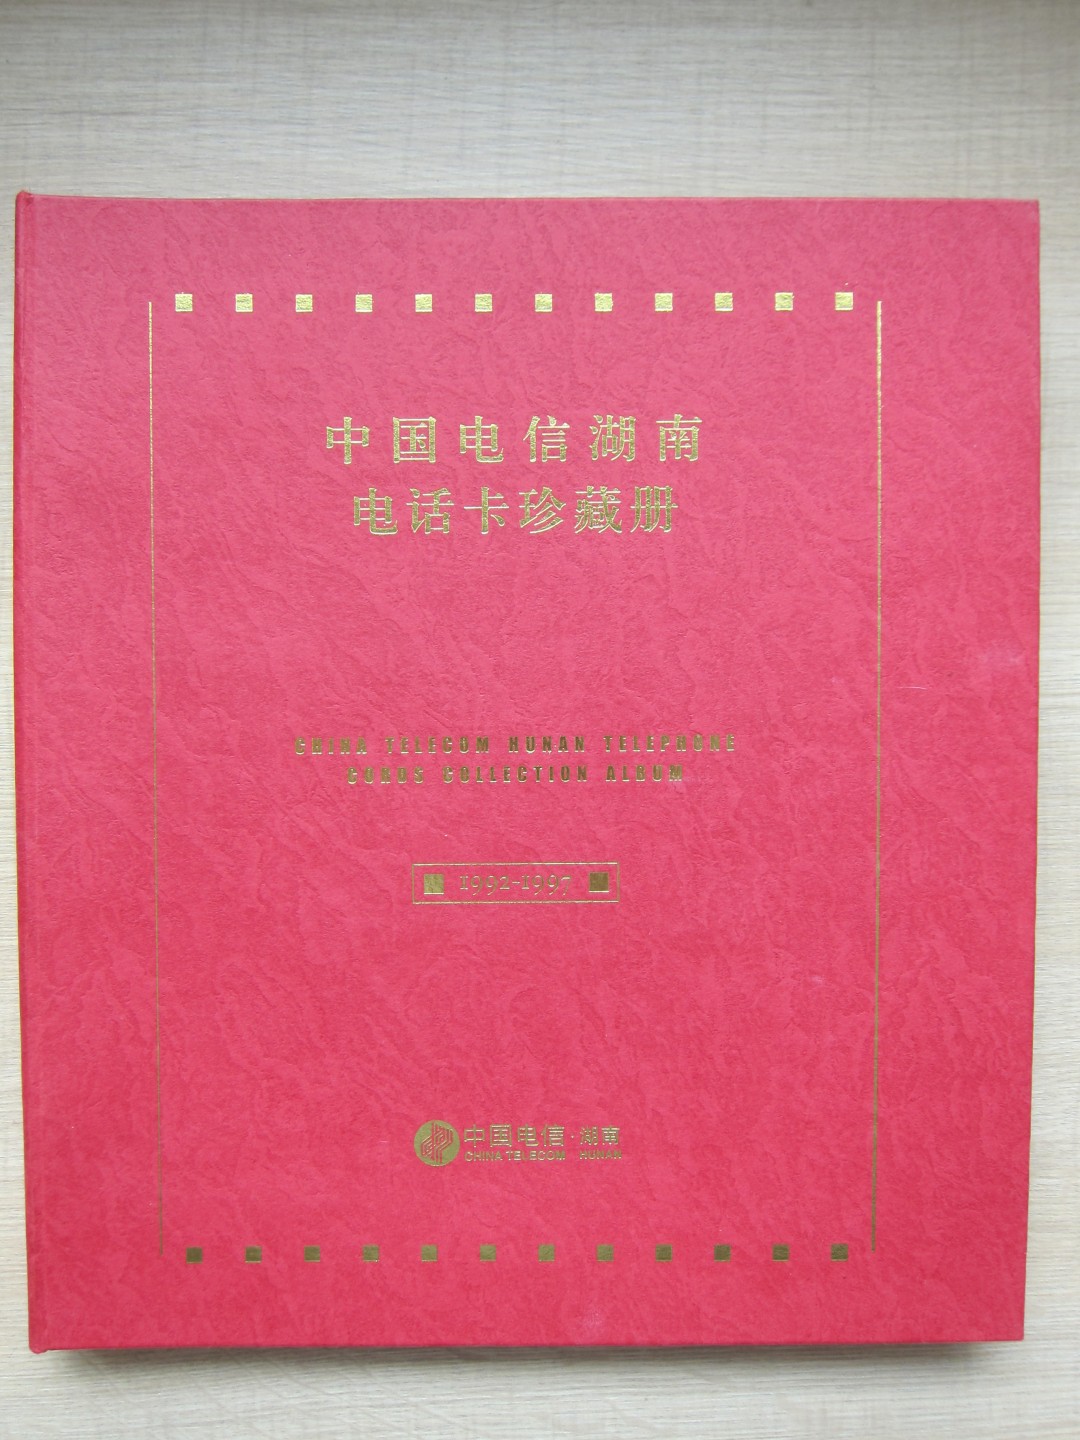 中国电信湖南
电话卡珍藏册
CHINA TELECOM HUNAN TELEPHONE
CORDS COLLECTION ALBUM
1992-1997
中国电信·湖南
CHINA TELECOM HUNAN